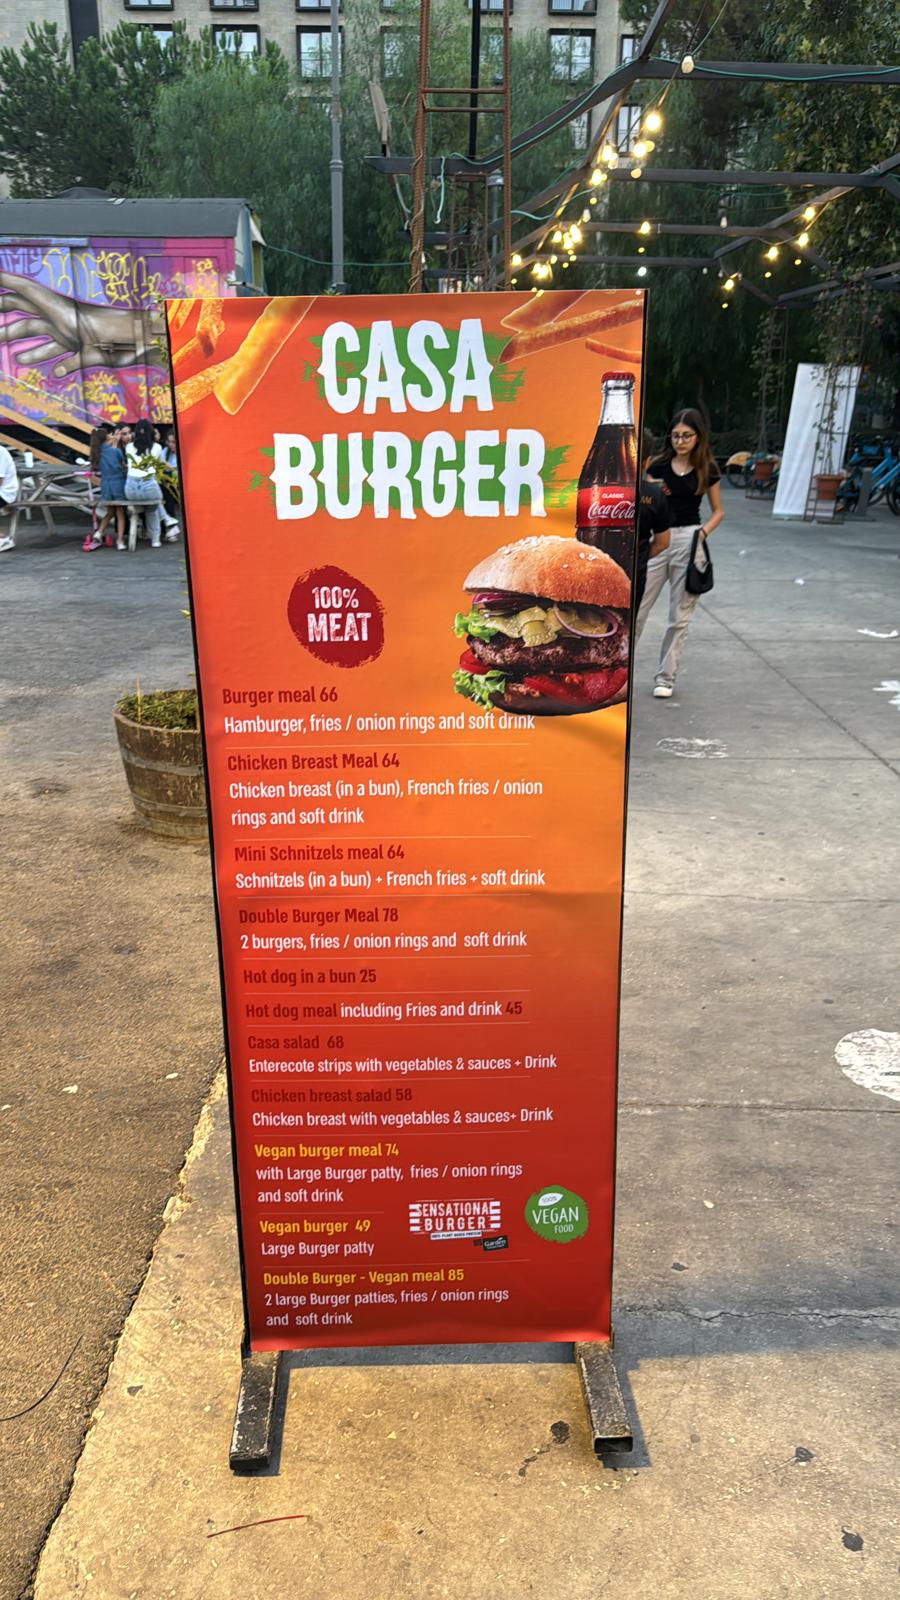 CASA
BURGER
CLASSIC
Coca-Cola
100%
MEAT
Burger meal 66
Hamburger, fries / onion rings and soft drink
Chicken Breast Meal 64
Chicken breast (in a bun), French fries / onion
rings and soft drink
Mini Schnitzels meal 64
Schnitzels (in a bun) + French fries + soft drink
Double Burger Meal 78
2 burgers, fries / onion rings and soft drink
Hot dog in a bun 25
Hot dog meal including Fries and drink 45
Casa salad 68
Enterecote strips with vegetables & sauces + Drink
Chicken breast salad 58
Chicken breast with vegetables & sauces+ Drink
Vegan burger meal 74
with Large Burger patty, fries / onion rings
and soft drink
Vegan burger 49
Large Burger patty
SENSATIONAL
BURGER
100% PLANT BASED PROTEIN
Garden
100%
VEGAN
FOOD
Double Burger - Vegan meal 85
2 large Burger patties, fries / onion rings
and soft drink